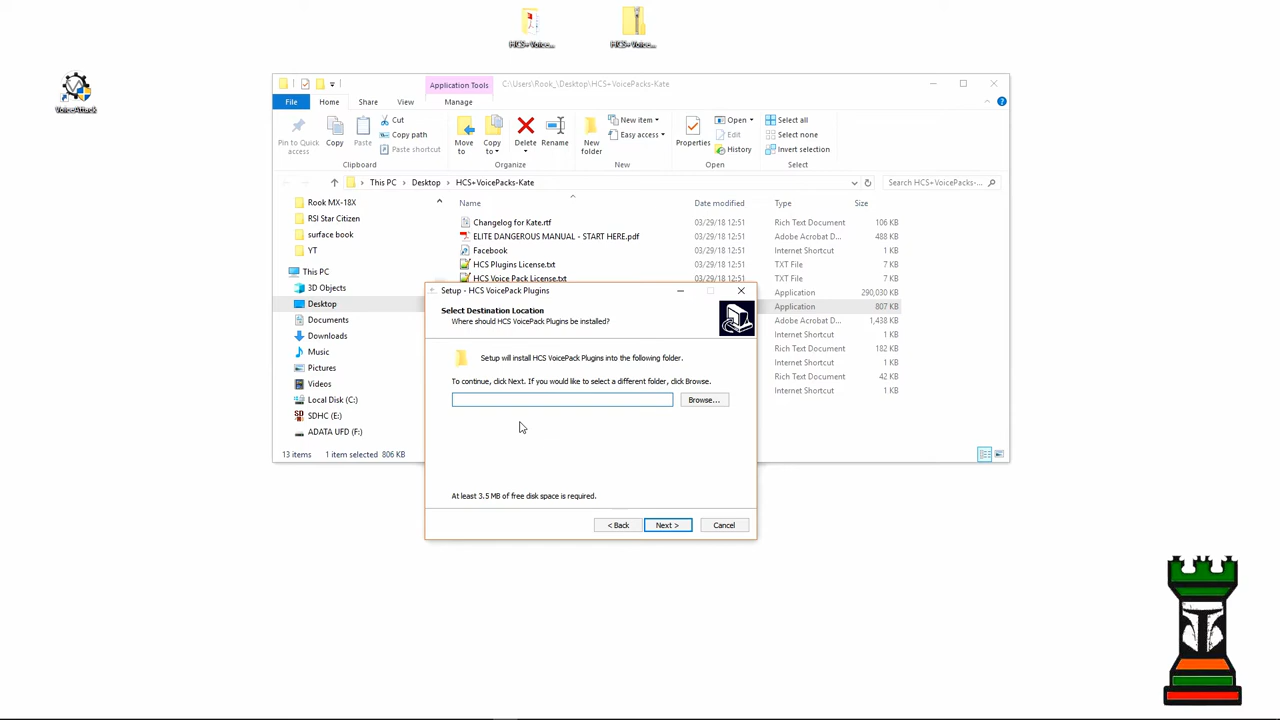 HCS+ Voice...
HCS+ Voice...
VoiceAttack
Application Tools
C:\Users\Rook_\Desktop\HCS+VoicePacks-Kate
File
Home
Share
View
Manage
Pin to Quick access
Copy
Paste
Cut
Copy path
Paste shortcut
Clipboard
Move to
Copy to
Delete
Rename
Organize
New folder
New item
Easy access
New
Properties
Open
Edit
History
Open
Select all
Select none
Invert selection
Select
This PC > Desktop > HCS+VoicePacks-Kate
Search HCS+VoicePacks-...
Name
Date modified
Type
Size
Rook MX-18X
RSI Star Citizen
surface book
YT
This PC
3D Objects
Desktop
Documents
Downloads
Music
Pictures
Videos
Local Disk (C:)
SDHC (E:)
ADATA UFD (F:)
Changelog for Kate.rtf 03/29/18 12:51 Rich Text Document 106 KB
ELITE DANGEROUS MANUAL - START HERE.pdf 03/29/18 12:51 Adobe Acrobat D... 488 KB
Facebook 03/29/18 12:51 Internet Shortcut 1 KB
HCS Plugins License.txt 03/29/18 12:51 TXT File 7 KB
HCS Voice Pack License.txt 03/29/18 12:51 TXT File 7 KB
Application 290,030 KB
Application 807 KB
Adobe Acrobat D... 1,438 KB
Internet Shortcut 1 KB
Rich Text Document 182 KB
Internet Shortcut 1 KB
Rich Text Document 42 KB
Internet Shortcut 1 KB
13 items 1 item selected 806 KB
Setup - HCS VoicePack Plugins
Select Destination Location
Where should HCS VoicePack Plugins be installed?
Setup will install HCS VoicePack Plugins into the following folder.
To continue, click Next. If you would like to select a different folder, click Browse.
Browse...
At least 3.5 MB of free disk space is required.
< Back
Next >
Cancel